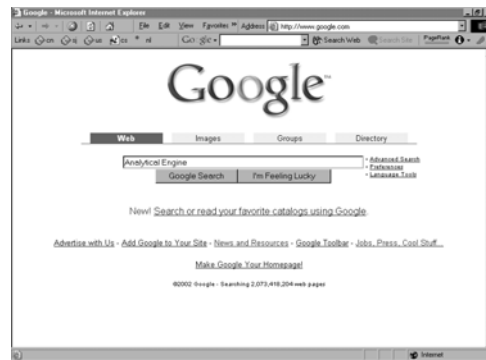 Google - Microsoft Internet Explorer
File Edit View Favorites » Address http://www.google.com
Links Google Search Web Search Site PageRank
Google™
Web Images Groups Directory
Analytical Engine
• Advanced Search
• Preferences
• Language Tools
Google Search I'm Feeling Lucky
New! Search or read your favorite catalogs using Google.
Advertise with Us - Add Google to Your Site - News and Resources - Google Toolbar - Jobs, Press, Cool Stuff...
Make Google Your Homepage!
©2002 Google - Searching 2,073,418,204 web pages
Internet